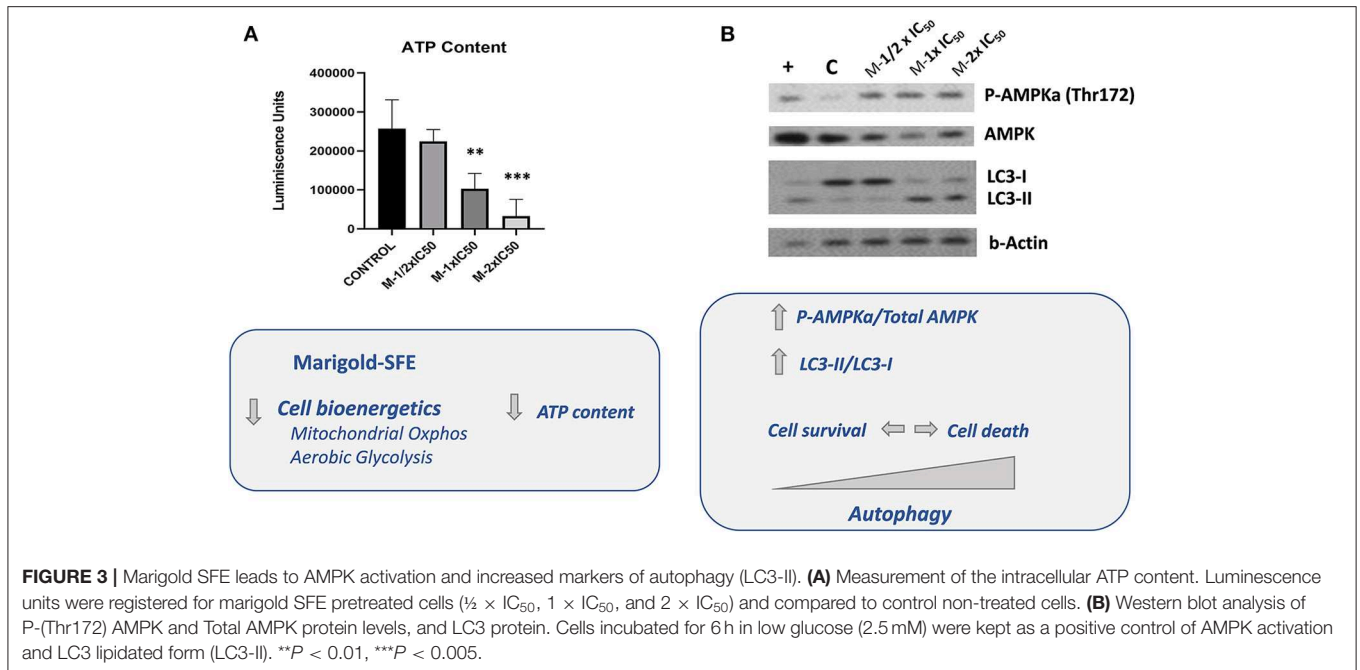 A
ATP Content
400000
300000
200000
100000
0
Luminiscence Units
**
***
CONTROL
M-1/2xIC50
M-1xIC50
M-2xIC50
B
+
C
M-1/2x IC₅₀
M-1x IC₅₀
M-2x IC₅₀
P-AMPKa (Thr172)
AMPK
LC3-I
LC3-II
b-Actin
Marigold-SFE
Cell bioenergetics
Mitochondrial Oxphos
Aerobic Glycolysis
ATP content
P-AMPKa/Total AMPK
LC3-II/LC3-I
Cell survival
Cell death
Autophagy
FIGURE 3 | Marigold SFE leads to AMPK activation and increased markers of autophagy (LC3-II). (A) Measurement of the intracellular ATP content. Luminescence
units were registered for marigold SFE pretreated cells (½ × IC₅₀, 1 × IC₅₀, and 2 × IC₅₀) and compared to control non-treated cells. (B) Western blot analysis of
P-(Thr172) AMPK and Total AMPK protein levels, and LC3 protein. Cells incubated for 6 h in low glucose (2.5 mM) were kept as a positive control of AMPK activation
and LC3 lipidated form (LC3-II). **P < 0.01, ***P < 0.005.